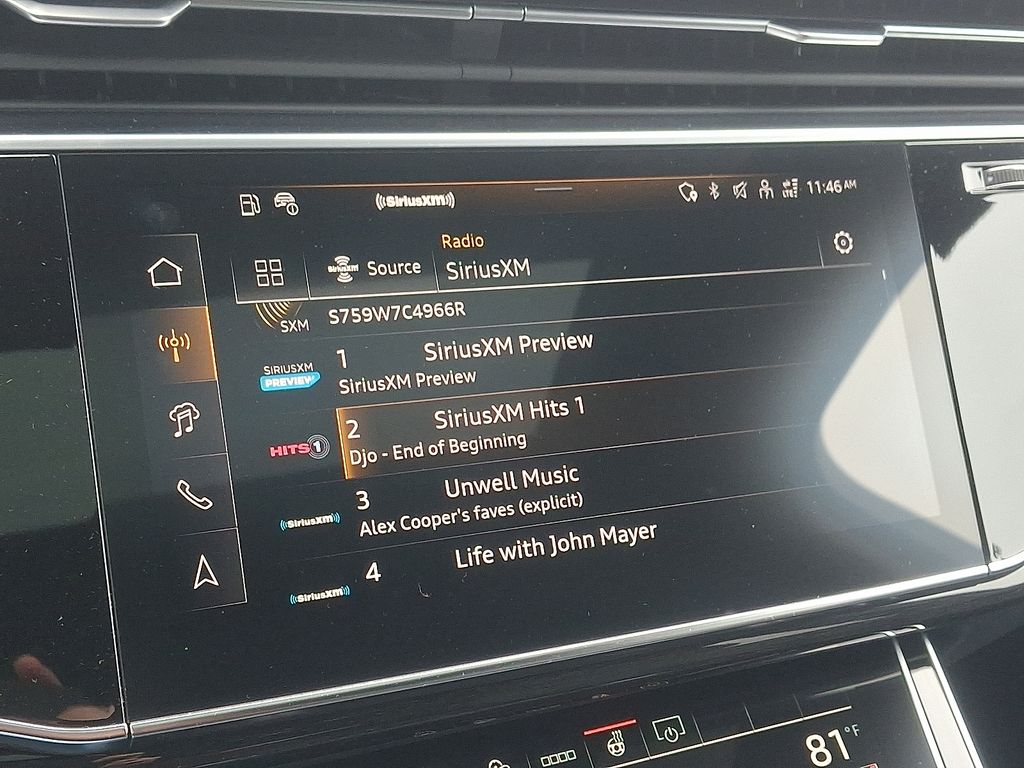 ((SiriusXM))
LTE
11:46 AM
Radio
SiriusXM
Source
SiriusXM
SXM
S759W7C4966R
SIRIUSXM
PREVIEW
1
SiriusXM Preview
SiriusXM Preview
HITS 1
2
SiriusXM Hits 1
Djo - End of Beginning
((SiriusXM))
3
Unwell Music
Alex Cooper's faves (explicit)
((SiriusXM))
4
Life with John Mayer
81°F